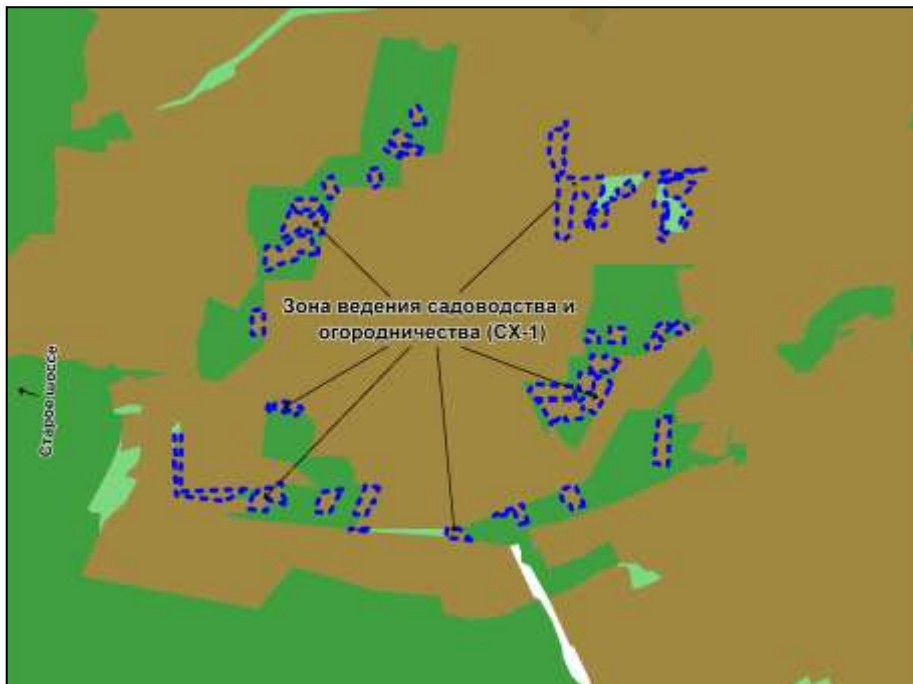 Зона ведения садоводства и
огородничества (СХ-1)
Старое шоссе